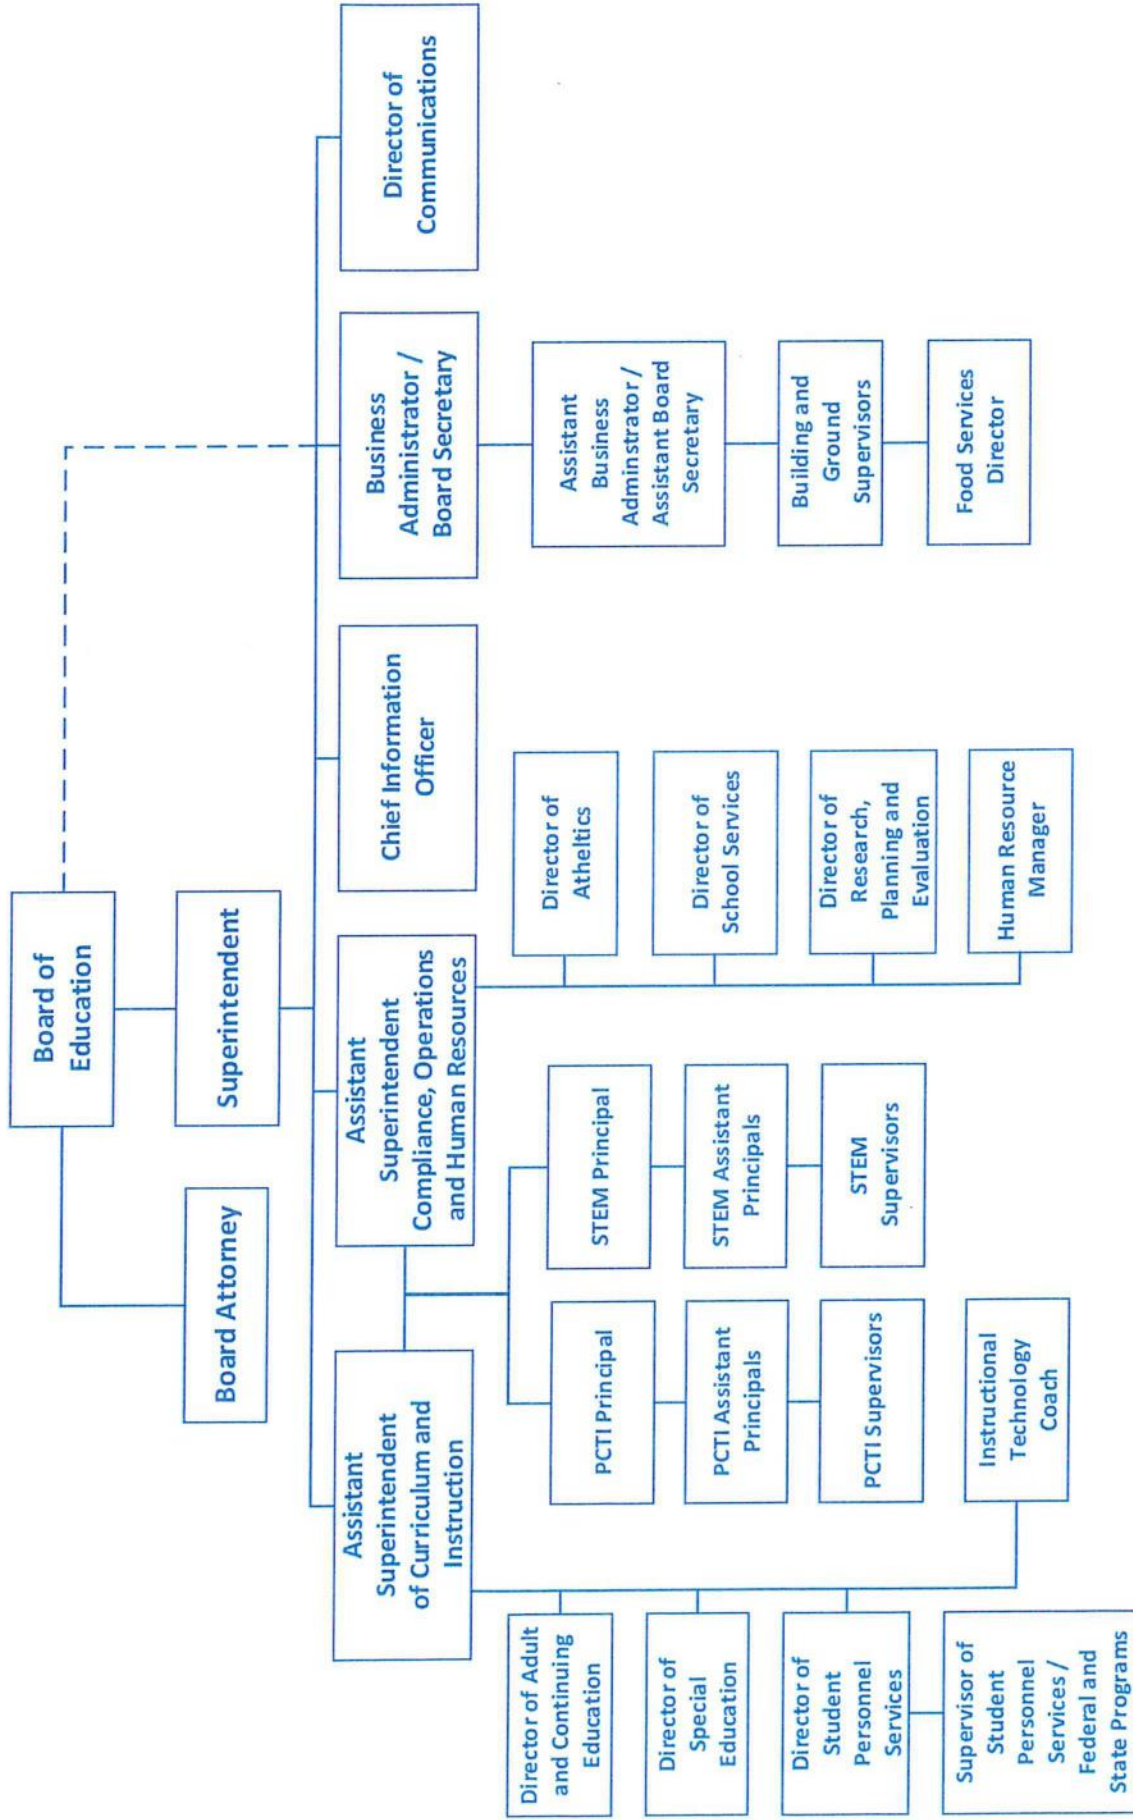 Board of
Education
Board Attorney
Superintendent
Assistant
Superintendent
of Curriculum and
Instruction
Assistant
Superintendent
Compliance, Operations
and Human Resources
Chief Information
Officer
Business
Administrator /
Board Secretary
Director of
Communications
Director of Adult
and Continuing
Education
Director of
Special
Education
Director of
Student
Personnel
Services
Supervisor of
Student
Personnel
Services /
Federal and
State Programs
Instructional
Technology
Coach
PCTI Principal
PCTI Assistant
Principals
PCTI Supervisors
STEM Principal
STEM Assistant
Principals
STEM
Supervisors
Director of
Atheltics
Director of
School Services
Director of
Research,
Planning and
Evaluation
Human Resource
Manager
Assistant
Business
Adminstrator /
Assistant Board
Secretary
Building and
Ground
Supervisors
Food Services
Director